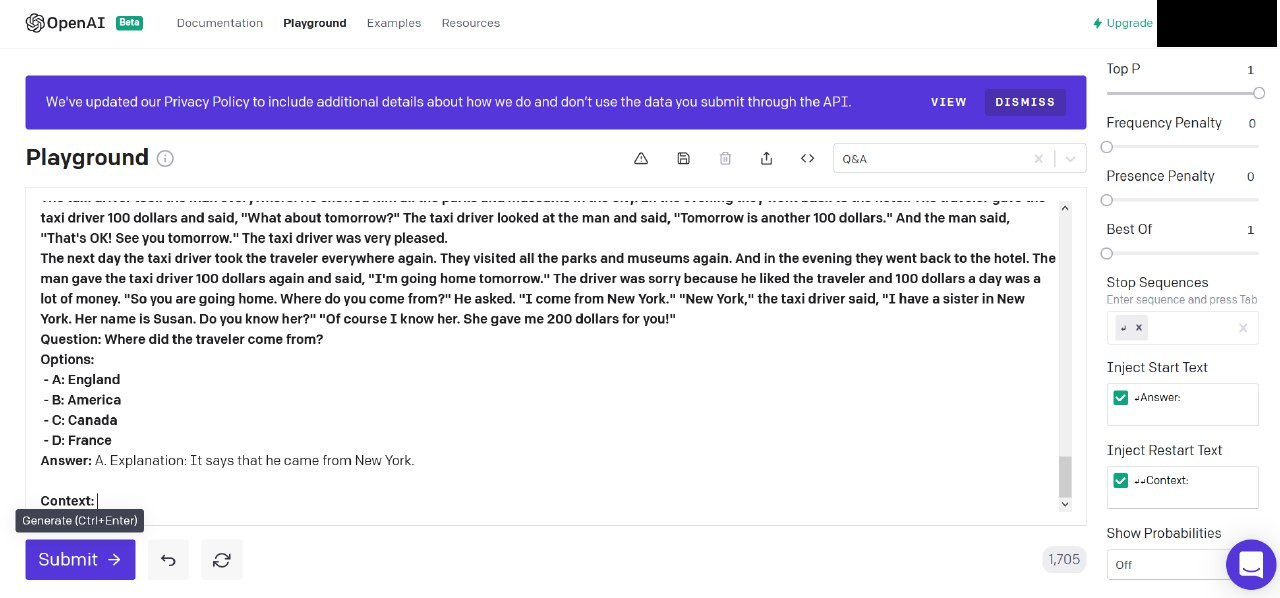 OpenAI Beta Documentation Playground Examples Resources Upgrade
We've updated our Privacy Policy to include additional details about how we do and don't use the data you submit through the API. VIEW DISMISS
Playground
Q&A
taxi driver 100 dollars and said, "What about tomorrow?" The taxi driver looked at the man and said, "Tomorrow is another 100 dollars." And the man said,
"That's OK! See you tomorrow." The taxi driver was very pleased.
The next day the taxi driver took the traveler everywhere again. They visited all the parks and museums again. And in the evening they went back to the hotel. The
man gave the taxi driver 100 dollars again and said, "I'm going home tomorrow." The driver was sorry because he liked the traveler and 100 dollars a day was a
lot of money. "So you are going home. Where do you come from?" He asked. "I come from New York." "New York," the taxi driver said, "I have a sister in New
York. Her name is Susan. Do you know her?" "Of course I know her. She gave me 200 dollars for you!"
Question: Where did the traveler come from?
Options:
- A: England
- B: America
- C: Canada
- D: France
Answer: A. Explanation: It says that he came from New York.
Context:
Generate (Ctrl+Enter)
Submit →
1,705
Top P 1
Frequency Penalty 0
Presence Penalty 0
Best Of 1
Stop Sequences
Enter sequence and press Tab
↵ ×
Inject Start Text
↵Answer:
Inject Restart Text
↵↵Context:
Show Probabilities
Off